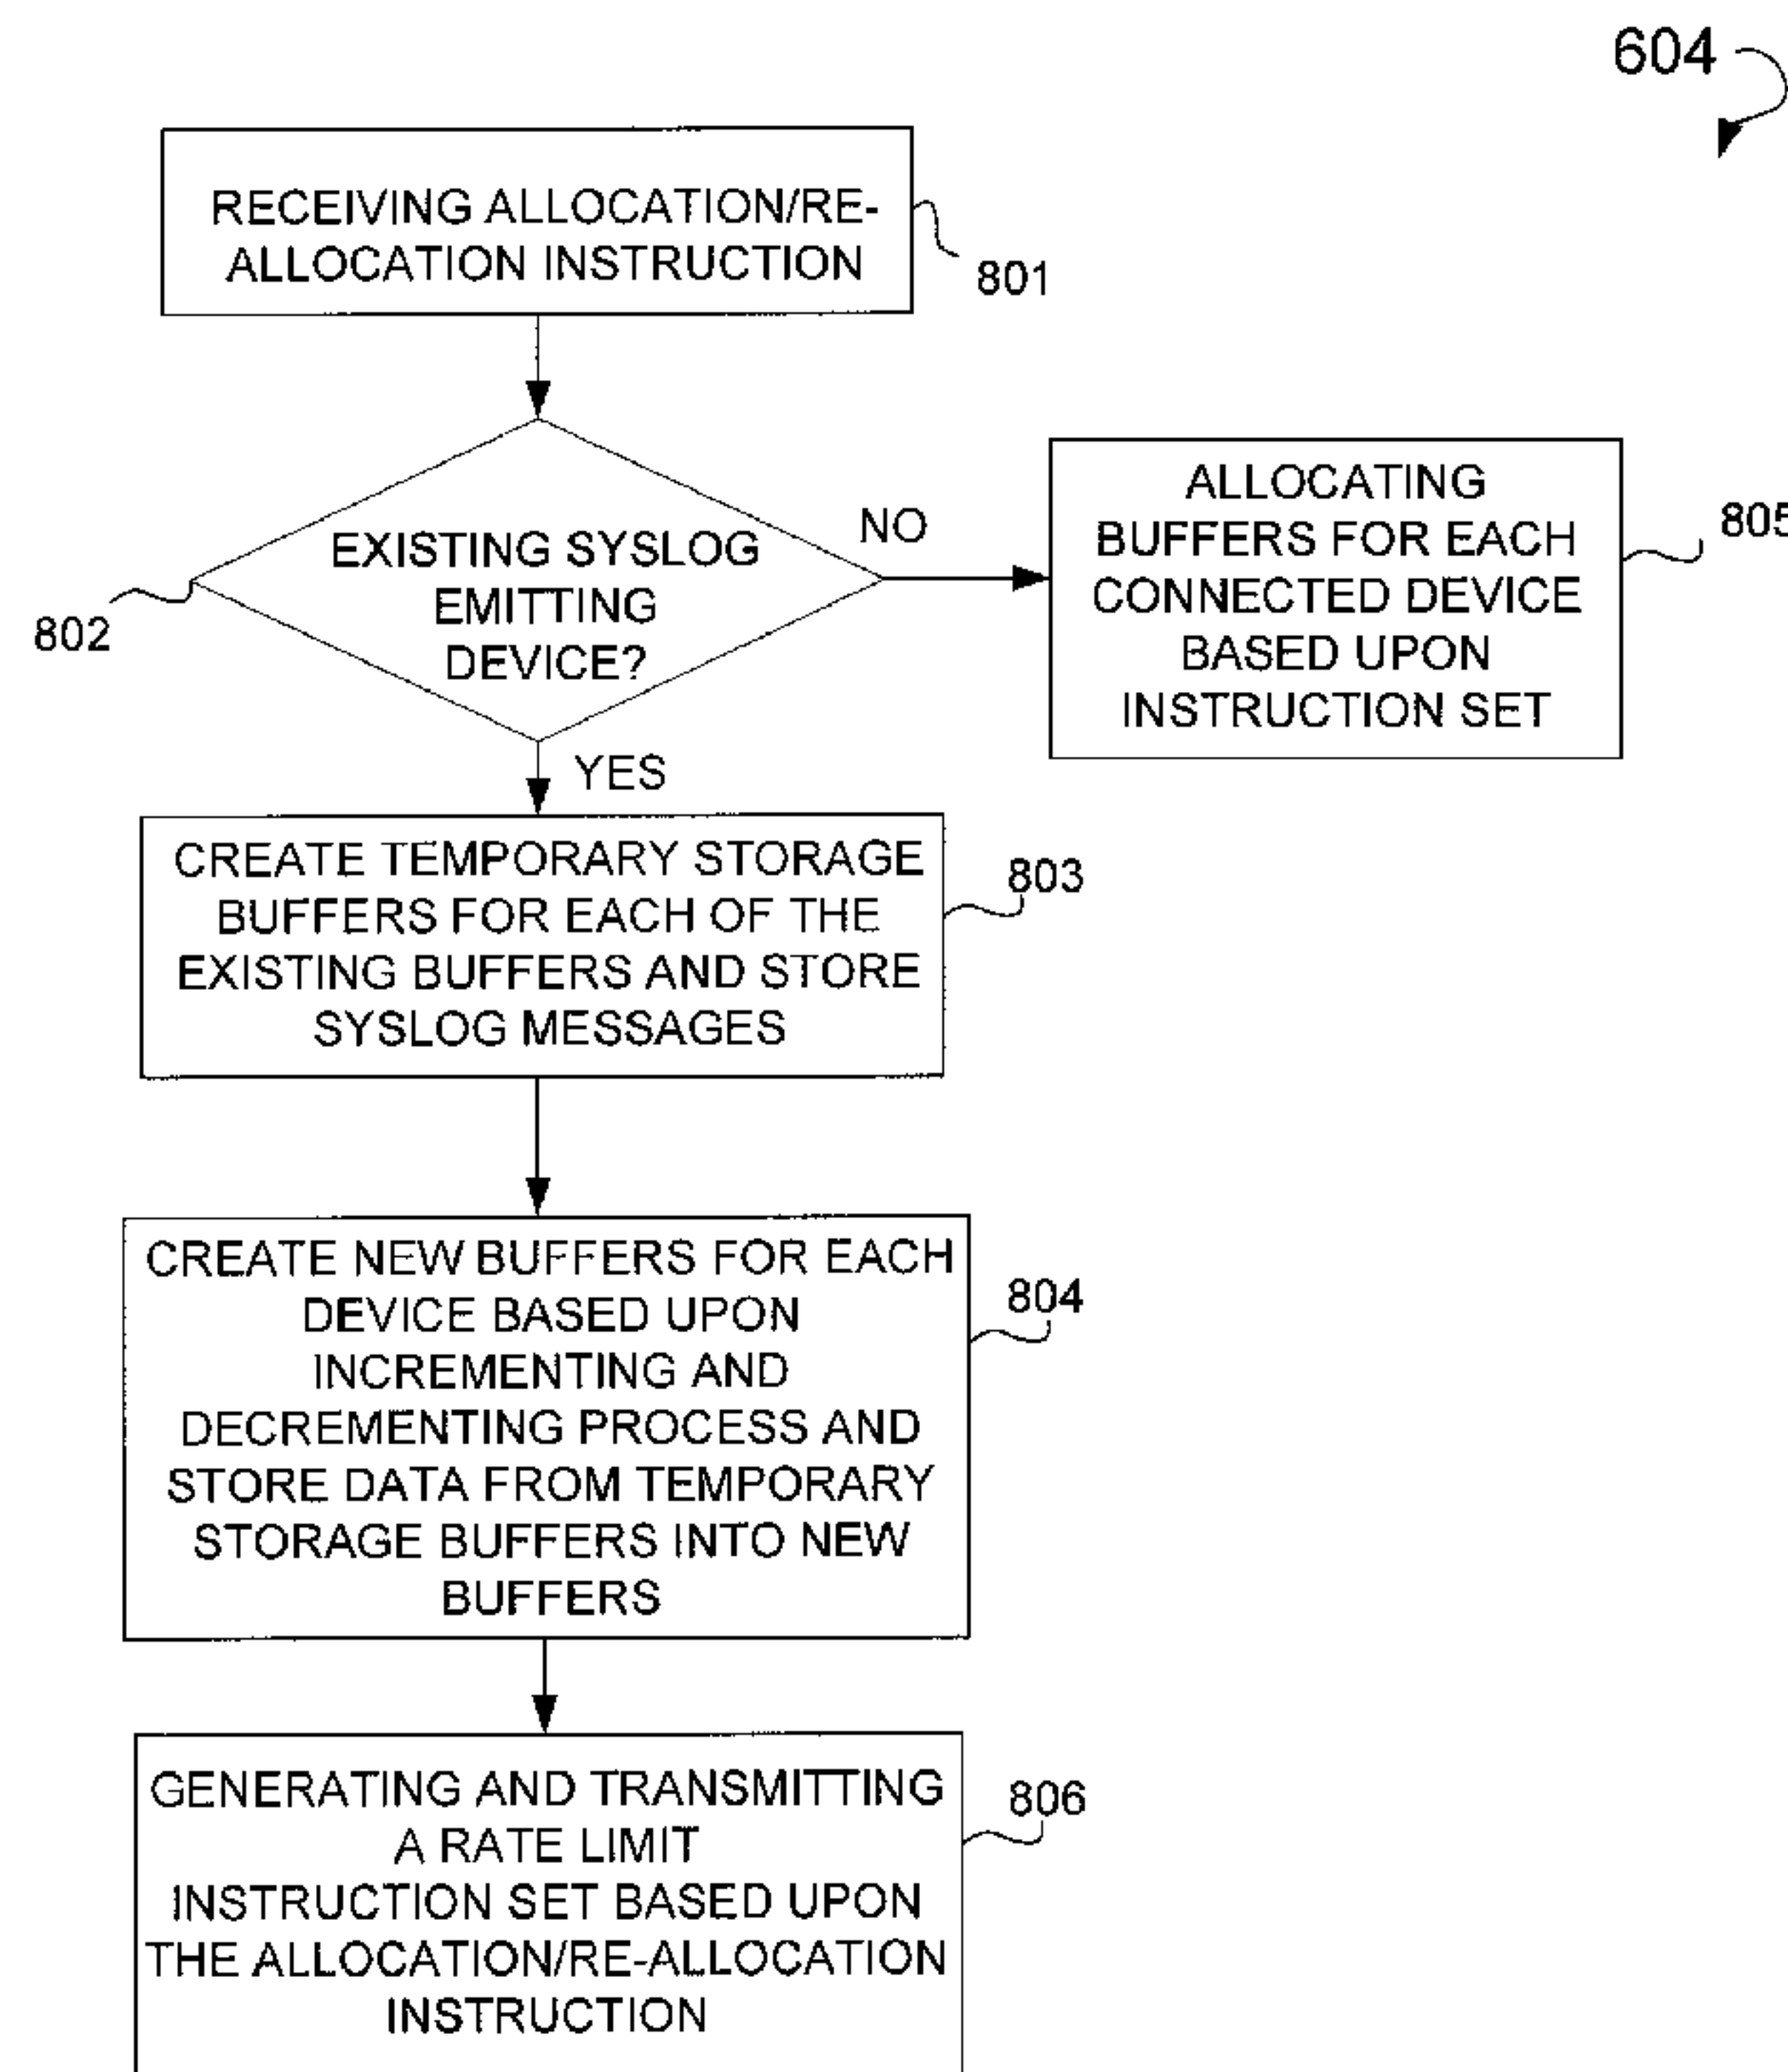 604
RECEIVING ALLOCATION/RE-
ALLOCATION INSTRUCTION
801
EXISTING SYSLOG
EMITTING
DEVICE?
802
NO
ALLOCATING
BUFFERS FOR EACH
CONNECTED DEVICE
BASED UPON
INSTRUCTION SET
805
YES
CREATE TEMPORARY STORAGE
BUFFERS FOR EACH OF THE
EXISTING BUFFERS AND STORE
SYSLOG MESSAGES
803
CREATE NEW BUFFERS FOR EACH
DEVICE BASED UPON
INCREMENTING AND
DECREMENTING PROCESS AND
STORE DATA FROM TEMPORARY
STORAGE BUFFERS INTO NEW
BUFFERS
804
GENERATING AND TRANSMITTING
A RATE LIMIT
INSTRUCTION SET BASED UPON
THE ALLOCATION/RE-ALLOCATION
INSTRUCTION
806